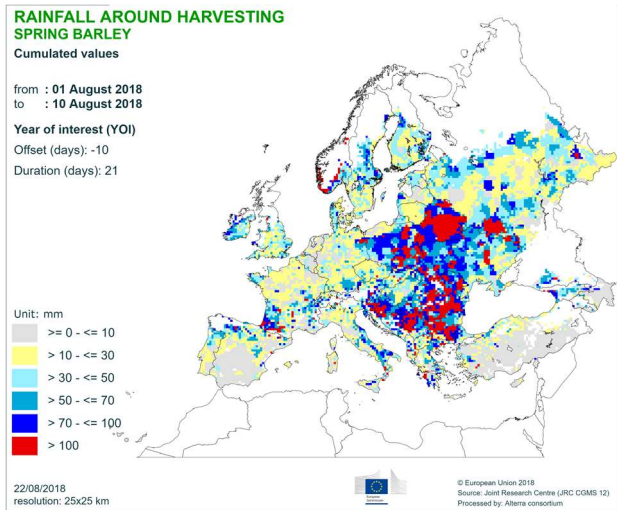 RAINFALL AROUND HARVESTING
SPRING BARLEY
Cumulated values
from : 01 August 2018
to : 10 August 2018
Year of interest (YOI)
Offset (days): -10
Duration (days): 21
Unit: mm
>= 0 - <= 10
> 10 - <= 30
> 30 - <= 50
> 50 - <= 70
> 70 - <= 100
> 100
22/08/2018
resolution: 25x25 km
European
Commission
© European Union 2018
Source: Joint Research Centre (JRC CGMS 12)
Processed by: Alterra consortium